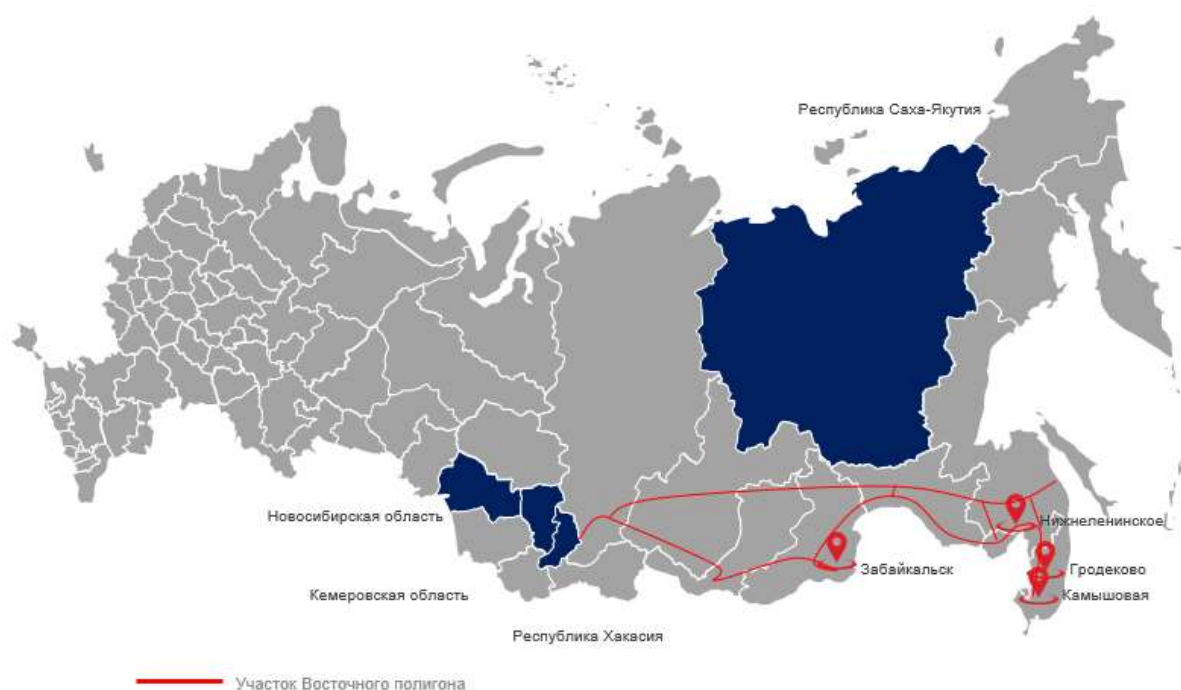 Республика Саха-Якутия
Новосибирская область
Нижнеленинское
Забайкальск
Гродеково
Кемеровская область
Камышовая
Республика Хакасия
Участок Восточного полигона